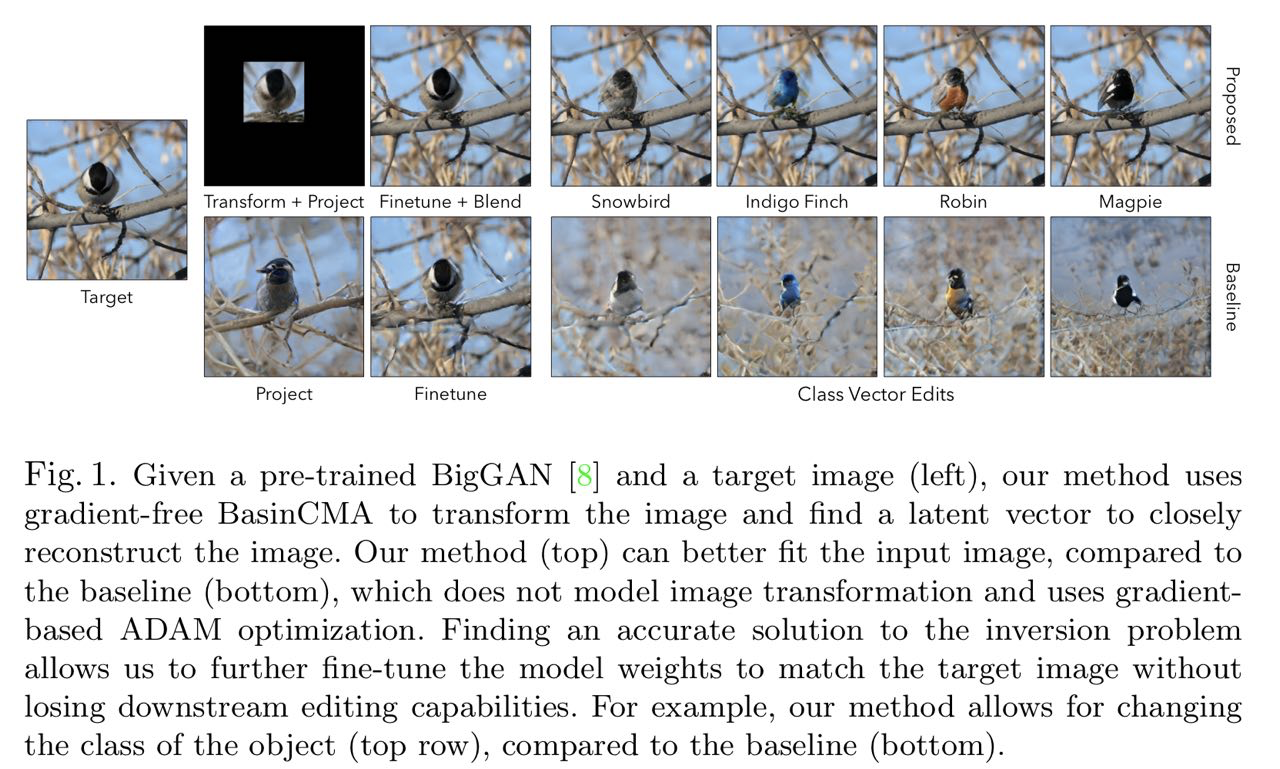 Proposed
Transform + Project
Finetune + Blend
Snowbird
Indigo Finch
Robin
Magpie
Target
Baseline
Project
Finetune
Class Vector Edits
Fig. 1. Given a pre-trained BigGAN [8] and a target image (left), our method uses
gradient-free BasinCMA to transform the image and find a latent vector to closely
reconstruct the image. Our method (top) can better fit the input image, compared to
the baseline (bottom), which does not model image transformation and uses gradient-
based ADAM optimization. Finding an accurate solution to the inversion problem
allows us to further fine-tune the model weights to match the target image without
losing downstream editing capabilities. For example, our method allows for changing
the class of the object (top row), compared to the baseline (bottom).